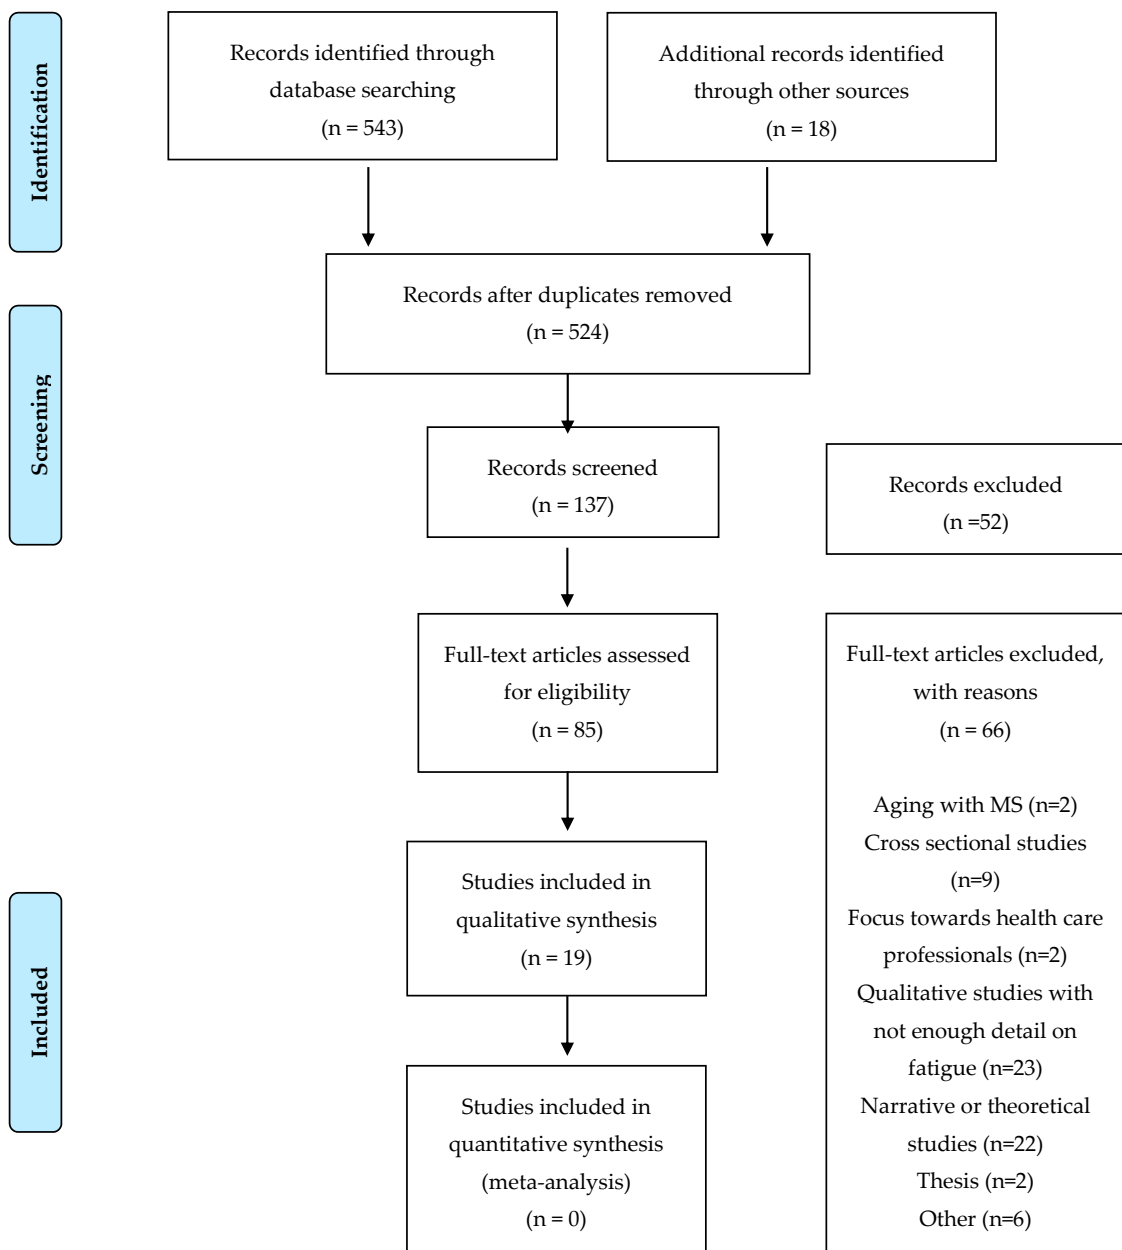 Identification
Records identified through
database searching
(n = 543)
Additional records identified
through other sources
(n = 18)
Records after duplicates removed
(n = 524)
Screening
Records screened
(n = 137)
Records excluded
(n =52)
Full-text articles assessed
for eligibility
(n = 85)
Full-text articles excluded,
with reasons
(n = 66)
Aging with MS (n=2)
Cross sectional studies
(n=9)
Focus towards health care
professionals (n=2)
Qualitative studies with
not enough detail on
fatigue (n=23)
Narrative or theoretical
studies (n=22)
Thesis (n=2)
Other (n=6)
Included
Studies included in
qualitative synthesis
(n = 19)
Studies included in
quantitative synthesis
(meta-analysis)
(n = 0)